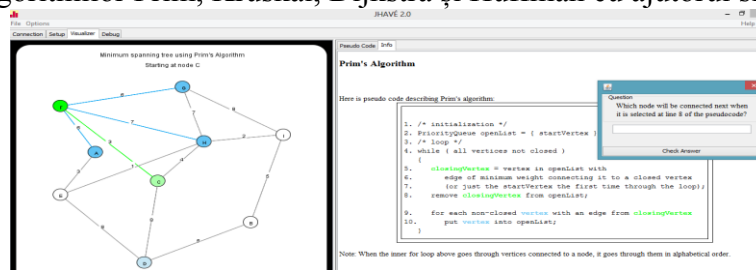 goritmilor Prim, Kruskal, Dijkstra și Huffman cu ajutorul s
JHAVÉ 2.0
File Options
Help
Connection Setup Visualizer Debug
Minimum spanning tree using Prim's Algorithm
Starting at node C
Pseudo Code Info
Prim's Algorithm
Here is pseudo code describing Prim's algorithm:
1. /* initialization */
2. PriorityQueue openList = { startVertex }
3. /* loop */
4. while ( all vertices not closed )
{
5. closingVertex = vertex in openList with
6. edge of minimum weight connecting it to a closed vertex
7. (or just the startVertex the first time through the loop);
8. remove closingVertex from openList;
9. for each non-closed vertex with an edge from closingVertex
10. put vertex into openList;
}
Note: When the inner for loop above goes through vertices connected to a node, it goes through them in alphabetical order.
Question
Which node will be connected next when
it is selected at line 8 of the pseudocode?
Check Answer